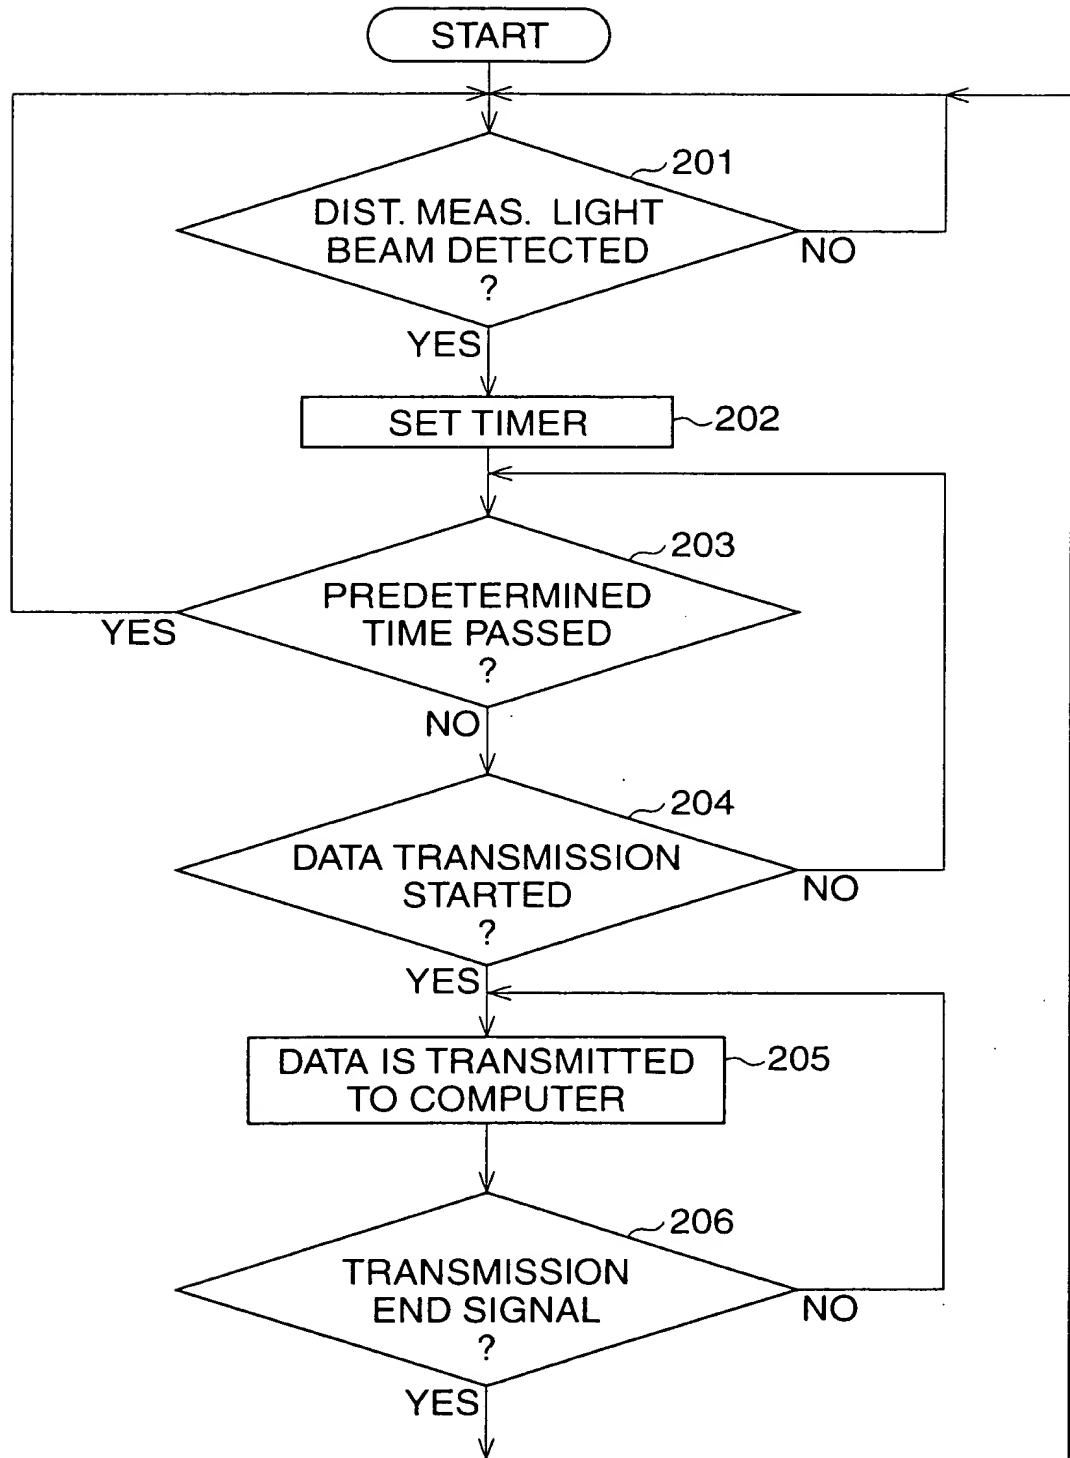 START
201
DIST. MEAS. LIGHT
BEAM DETECTED
?
NO
YES
SET TIMER
202
203
PREDETERMINED
TIME PASSED
?
YES
NO
204
DATA TRANSMISSION
STARTED
?
NO
YES
DATA IS TRANSMITTED
TO COMPUTER
205
206
TRANSMISSION
END SIGNAL
?
NO
YES